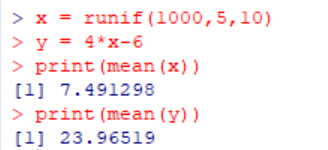 > x = runif(1000,5,10)
> y = 4*x-6
> print(mean(x))
[1] 7.491298
> print(mean(y))
[1] 23.96519